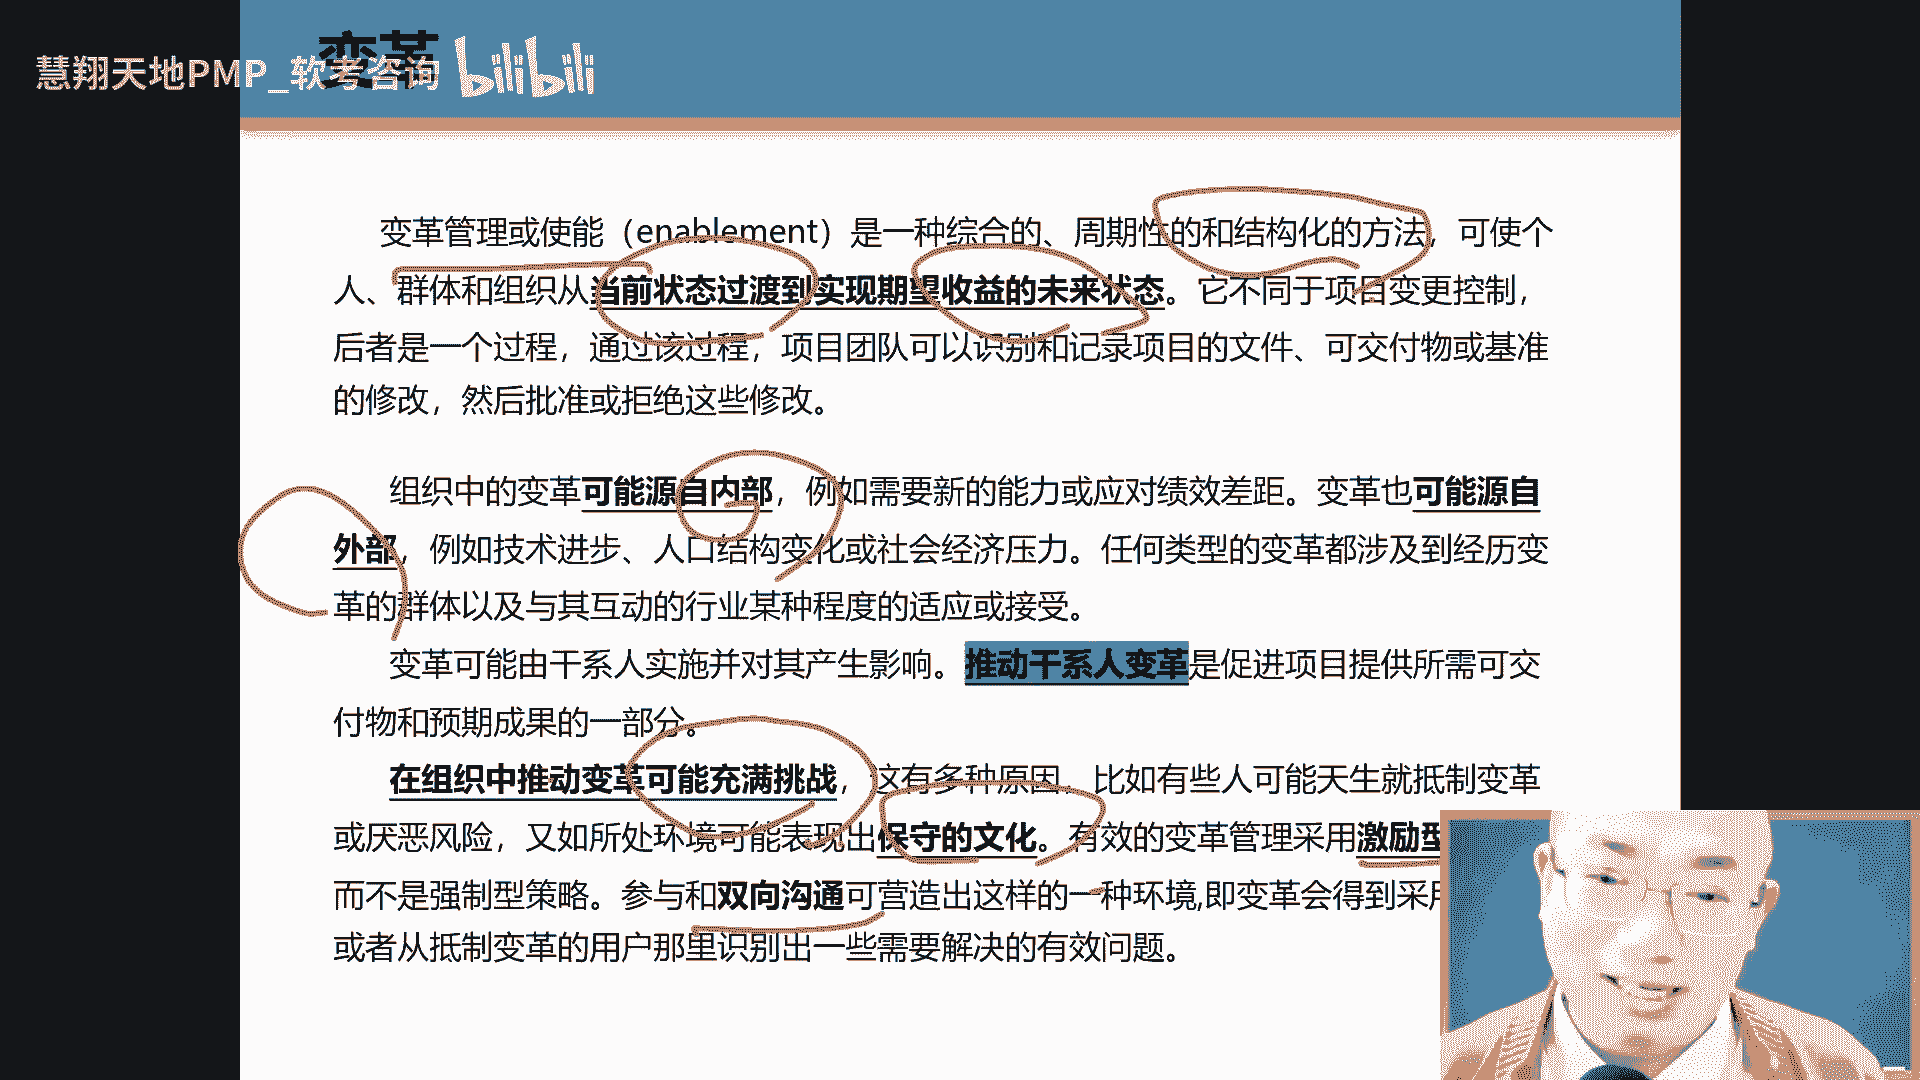 变革
慧翔天地PMP_软考咨询 bilibili
变革管理或使能（enablement）是一种综合的、周期性的和结构化的方法，可使个
人、群体和组织从当前状态过渡到实现期望收益的未来状态。它不同于项目变更控制，
后者是一个过程，通过该过程，项目团队可以识别和记录项目的文件、可交付物或基准
的修改，然后批准或拒绝这些修改。
组织中的变革可能源自内部，例如需要新的能力或应对绩效差距。变革也可能源自
外部，例如技术进步、人口结构变化或社会经济压力。任何类型的变革都涉及到经历变
革的群体以及与其互动的行业某种程度的适应或接受。
变革可能由干系人实施并对其产生影响。推动干系人变革是促进项目提供所需可交
付物和预期成果的一部分。
在组织中推动变革可能充满挑战，这有多种原因，比如有些人可能天生就抵制变革
或厌恶风险，又如所处环境可能表现出保守的文化。有效的变革管理采用激励型
而不是强制型策略。参与和双向沟通可营造出这样的一种环境,即变革会得到采用
或者从抵制变革的用户那里识别出一些需要解决的有效问题。